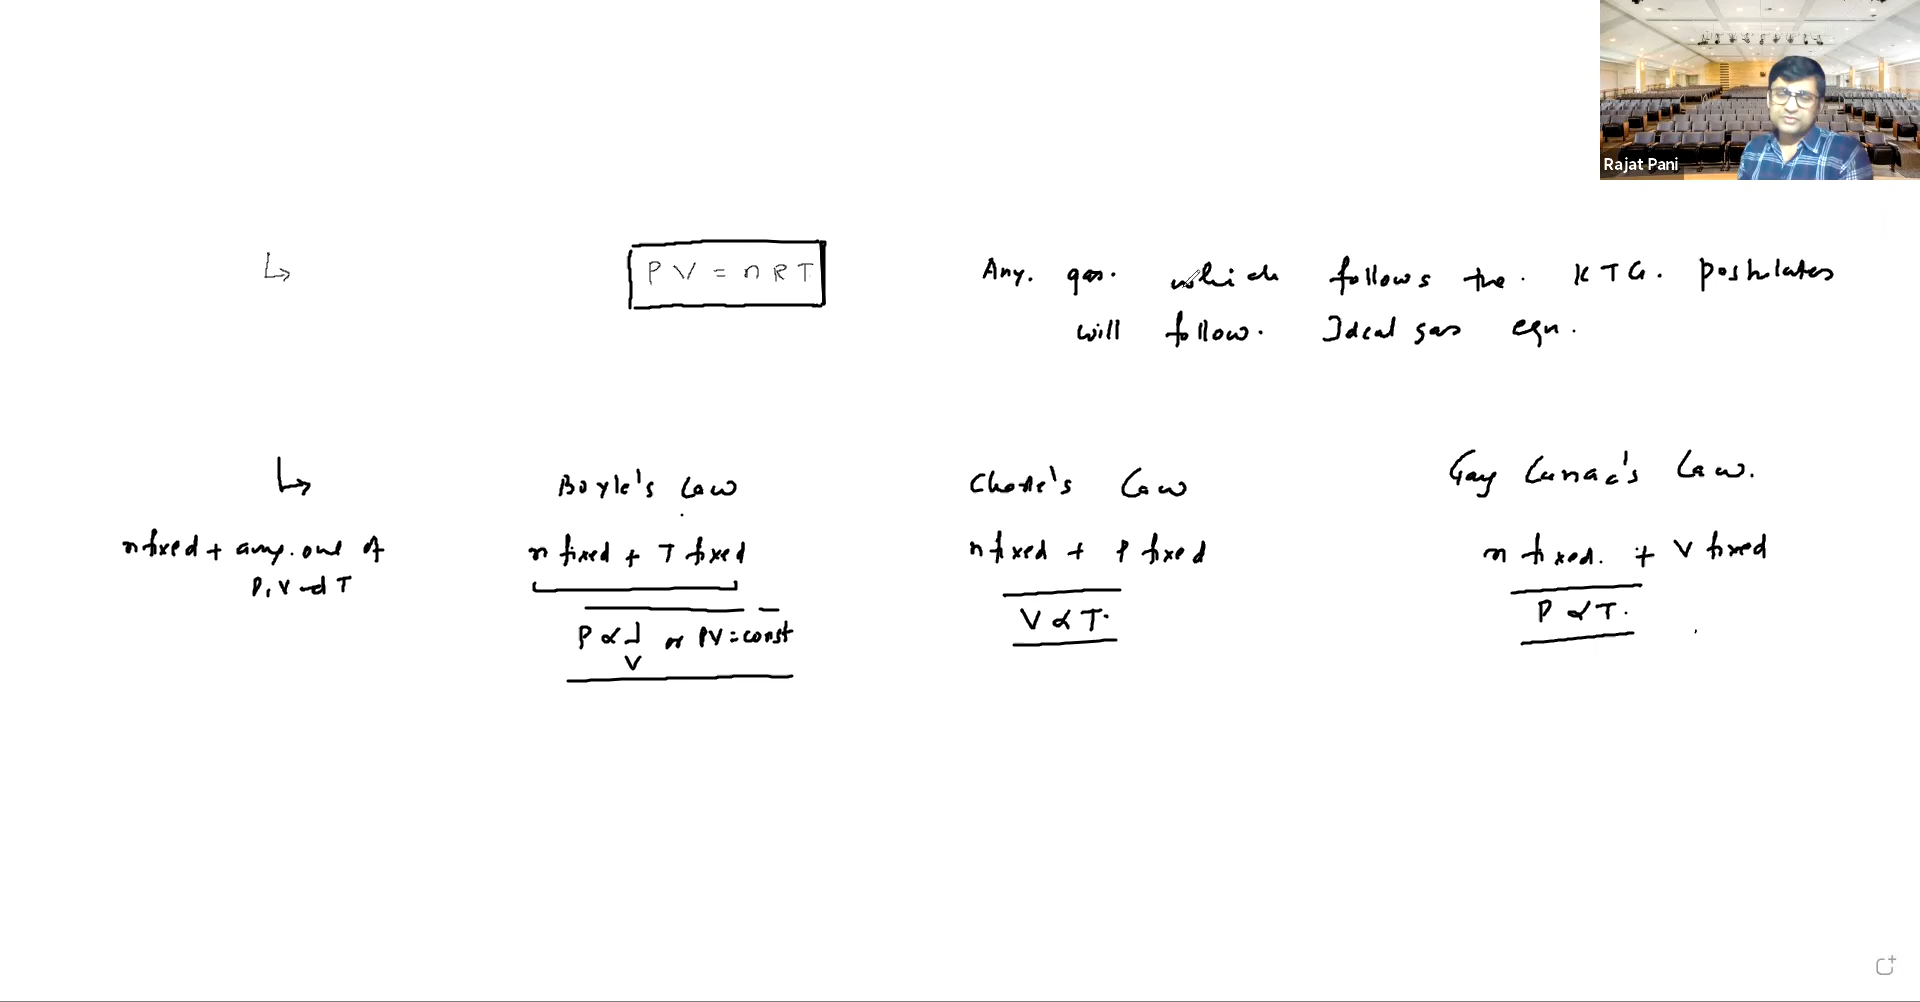 Rajat Pani
↳ PV = nRT Any. gas. which follows the. KTG. postulates
will follow. Ideal gas eqn.
↳ Boyle's Law Charle's Law Gay Lussac's Law.
n fixed + any. one of n fixed + T fixed n fixed + P fixed n fixed. + V fixed
P, V and T
P ∝ 1/V or PV = const V ∝ T. P ∝ T.